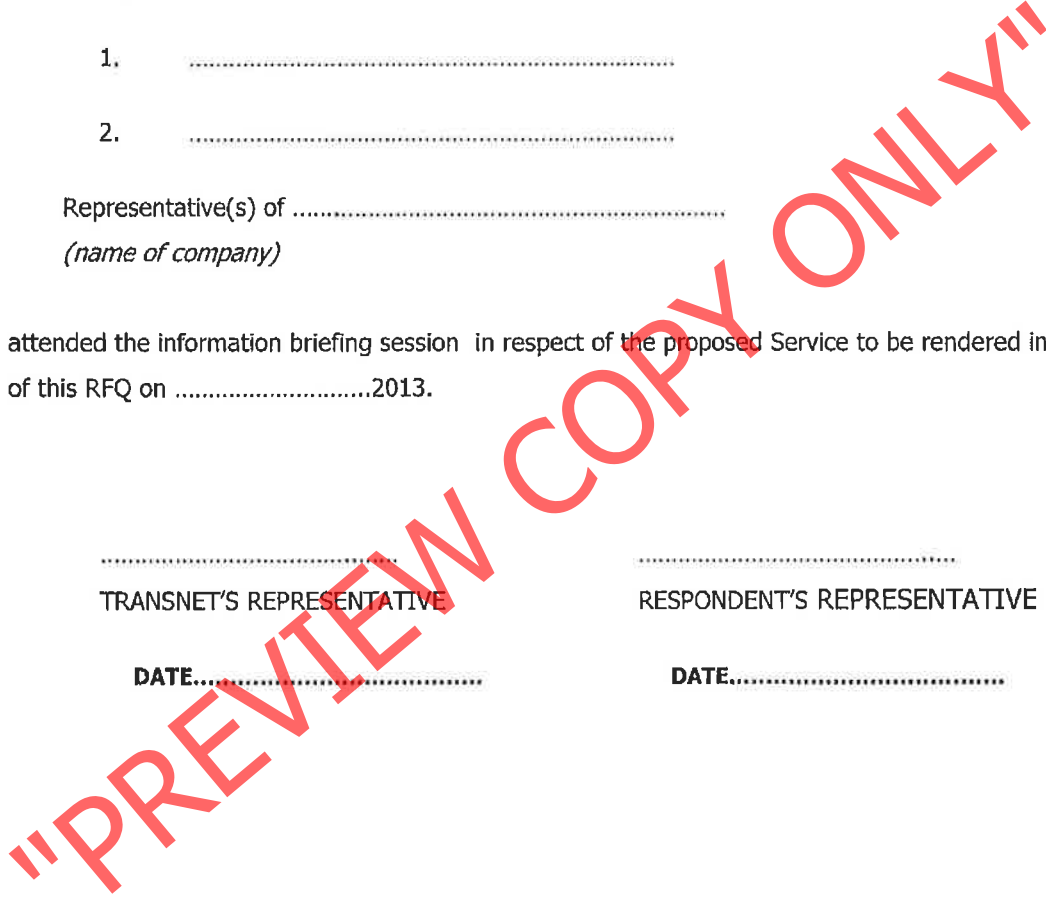 1. ........................................................................
2. ........................................................................
Representative(s) of ................................................................
(name of company)
attended the information briefing session in respect of the proposed Service to be rendered in
of this RFQ on .............................2013.
............................................
TRANSNET'S REPRESENTATIVE
DATE...........................................
...............................................
RESPONDENT'S REPRESENTATIVE
DATE.........................................
"PREVIEW COPY ONLY"